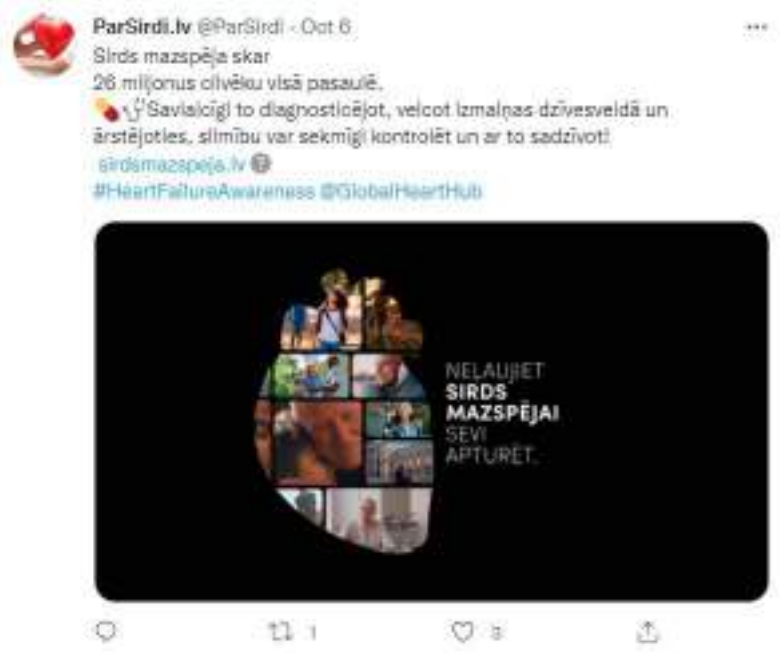 ParSirdi.lv @ParSirdi · Oct 6
Sirds mazspēja skar
26 miljonus cilvēku visā pasaulē.
Savlaicīgi to diagnosticējot, veicot izmaiņas dzīvesveidā un
ārstējoties, slimību var sekmīgi kontrolēt un ar to sadzīvot!
sirdsmazspeja.lv
#HeartFailureAwareness @GlobalHeartHub
NEĻAUJIET
SIRDS
MAZSPĒJAI
SEVI
APTURĒT.
1 3